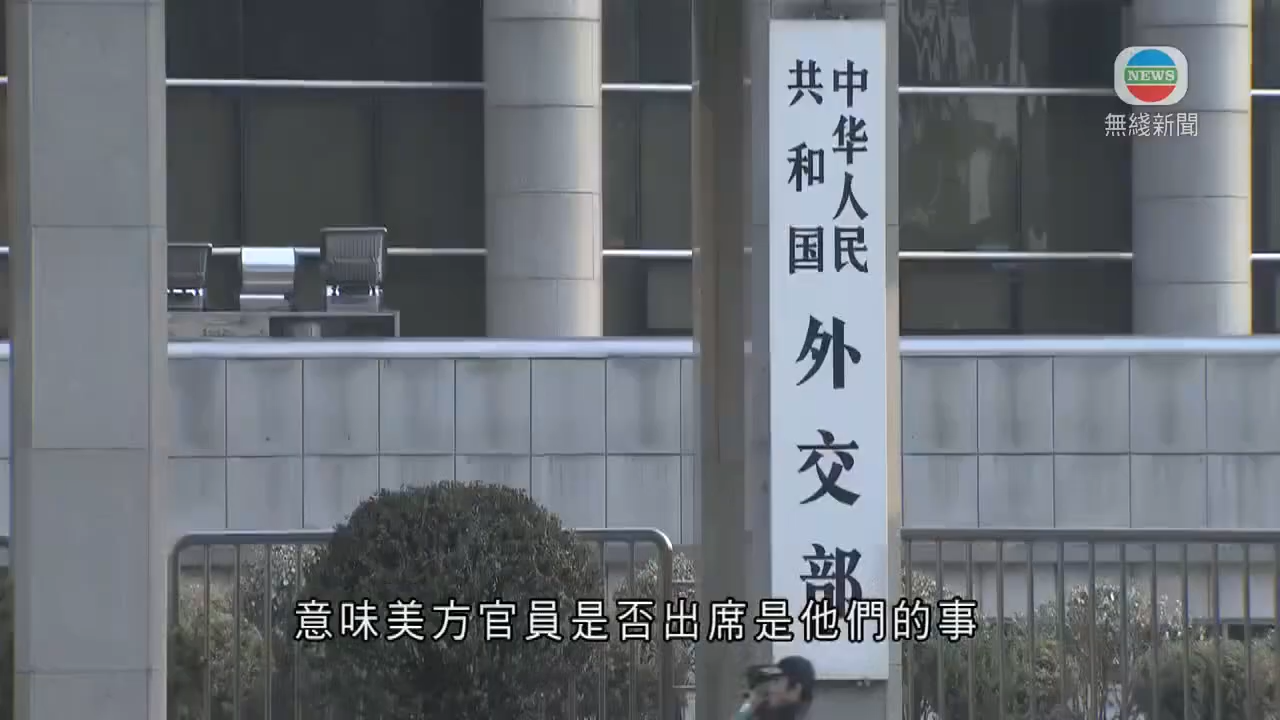 中华人民
共和国
外交部
NEWS
無綫新聞
意味美方官員是否出席是他們的事